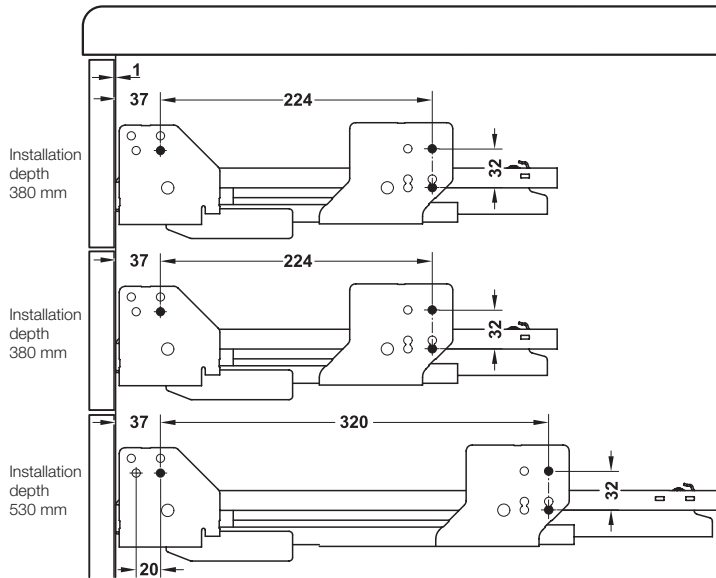 1
37
224
Installation
depth
380 mm
32
37
224
Installation
depth
380 mm
32
37
320
Installation
depth
530 mm
32
20